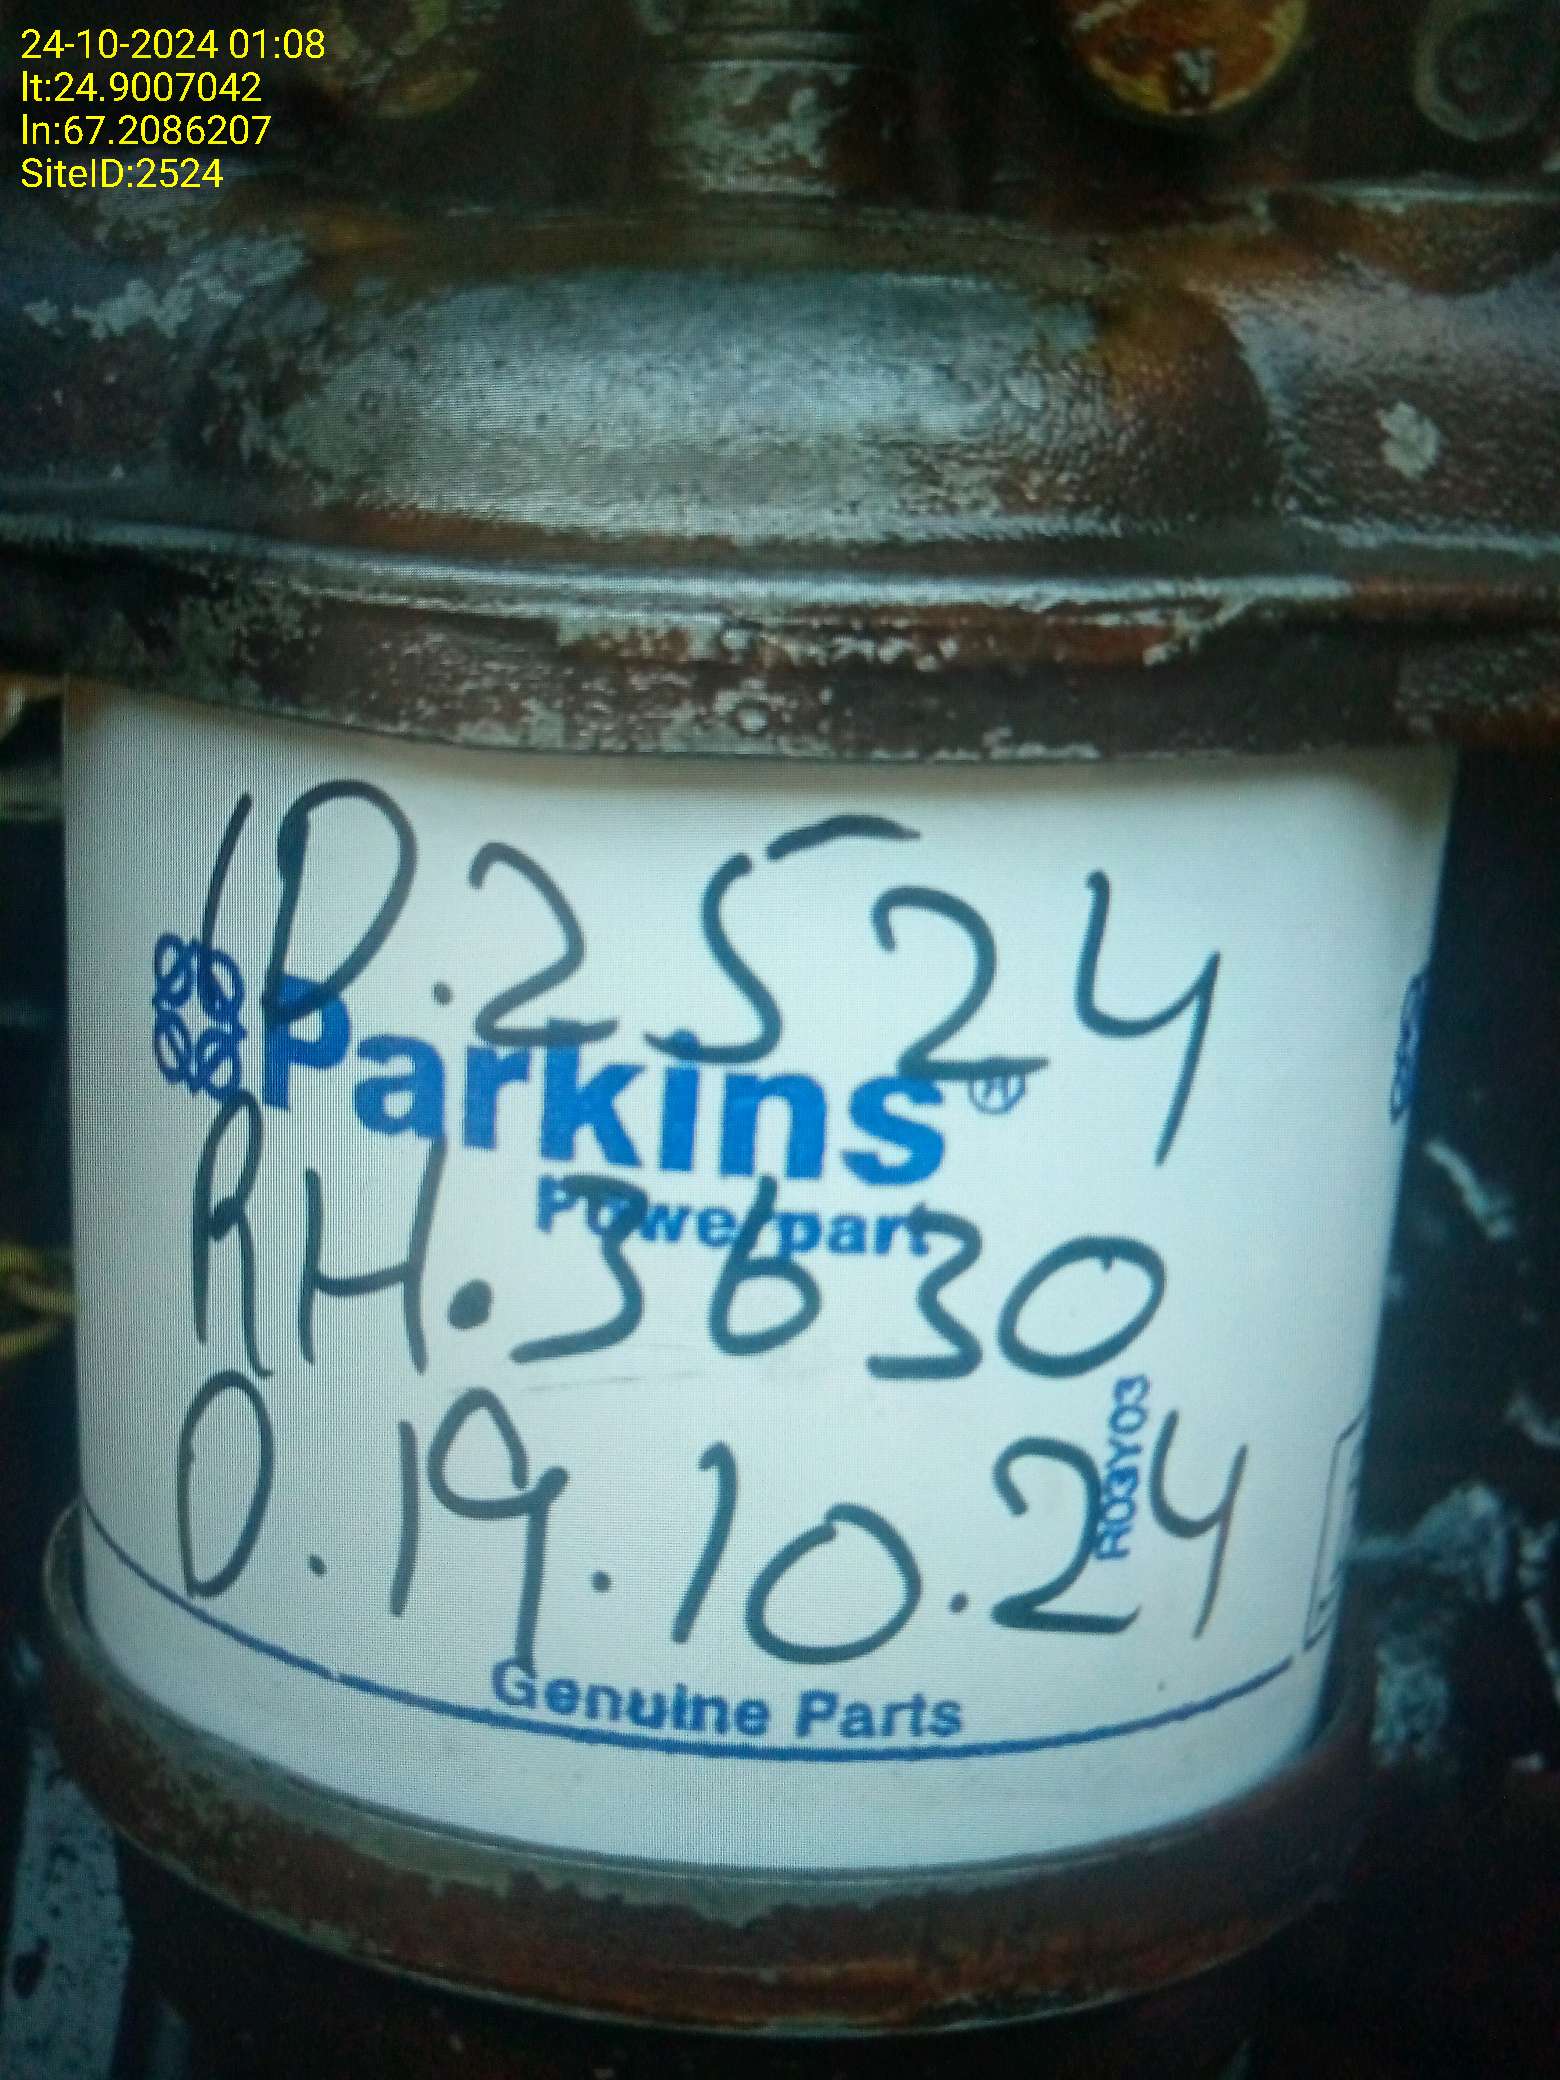 24-10-2024 01:08
lt:24.9007042
ln:67.2086207
SiteID:2524
ID.2524
Parkins®
Powerpart
RH.3630
D.19.10.24
R03IY03
Genuine Parts